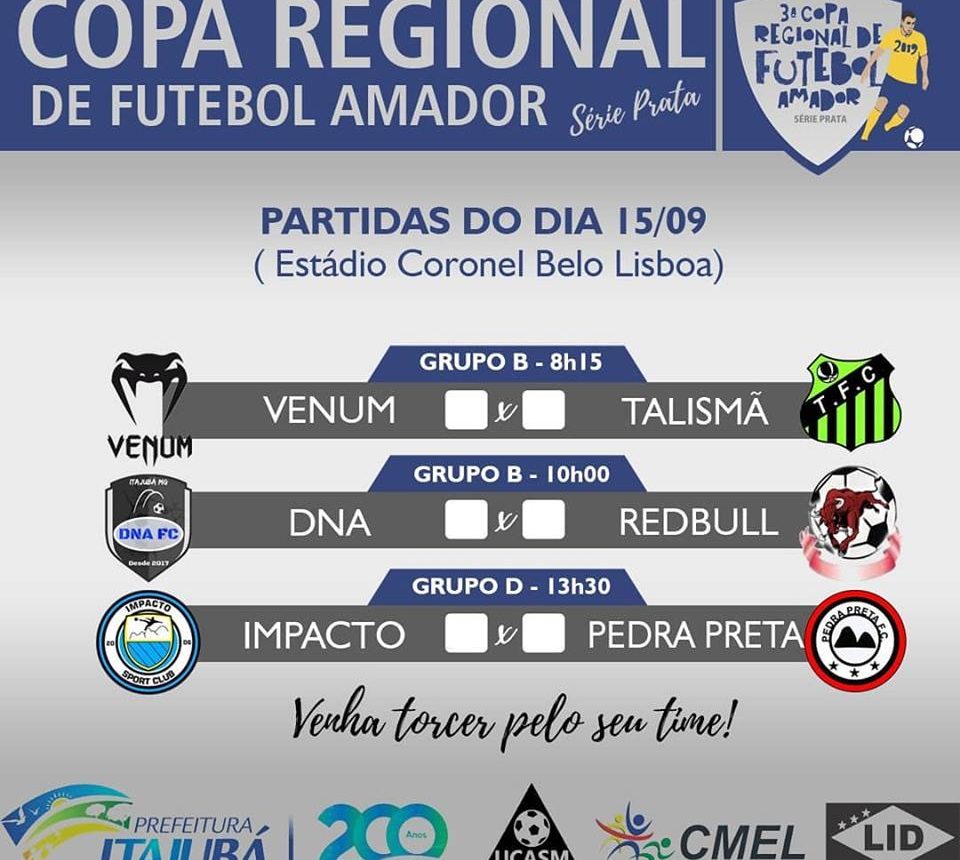 COPA REGIONAL
DE FUTEBOL AMADOR Série Prata
3ª COPA
REGIONAL DE
FUTEBOL
AMADOR
SÉRIE PRATA
2019
PARTIDAS DO DIA 15/09
( Estádio Coronel Belo Lisboa)
GRUPO B - 8h15
VENUM x TALISMÃ
VENUM
T.F.C
GRUPO B - 10h00
DNA x REDBULL
ITAJUBÁ MG
DNA FC
Desde 2017
GRUPO D - 13h30
IMPACTO x PEDRA PRETA
IMPACTO
20 06
SPORT CLUB
PEDRA PRETA F.C.
Venha torcer pelo seu time!
PREFEITURA
ITAJUBÁ
200
Anos
UCASM
CMEL
LID